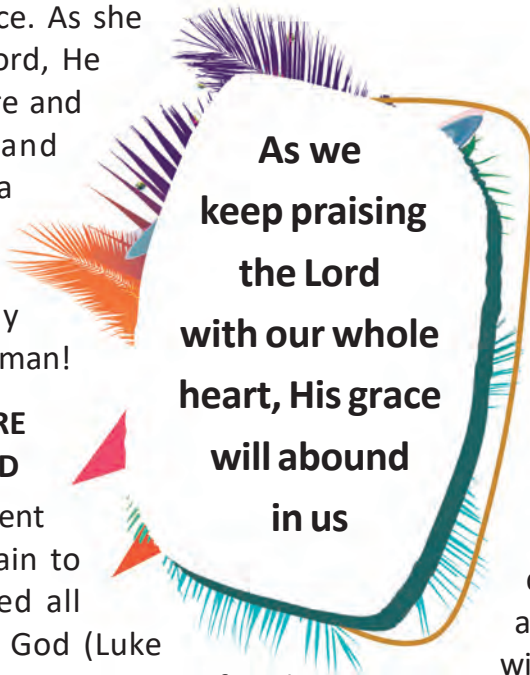 ce. As she
ord, He
re and
and
a
y
man!
RE
D
ent
ain to
ed all
God (Luke
As we
keep praising
the Lord
with our whole
heart, His grace
will abound
in us
a
wi